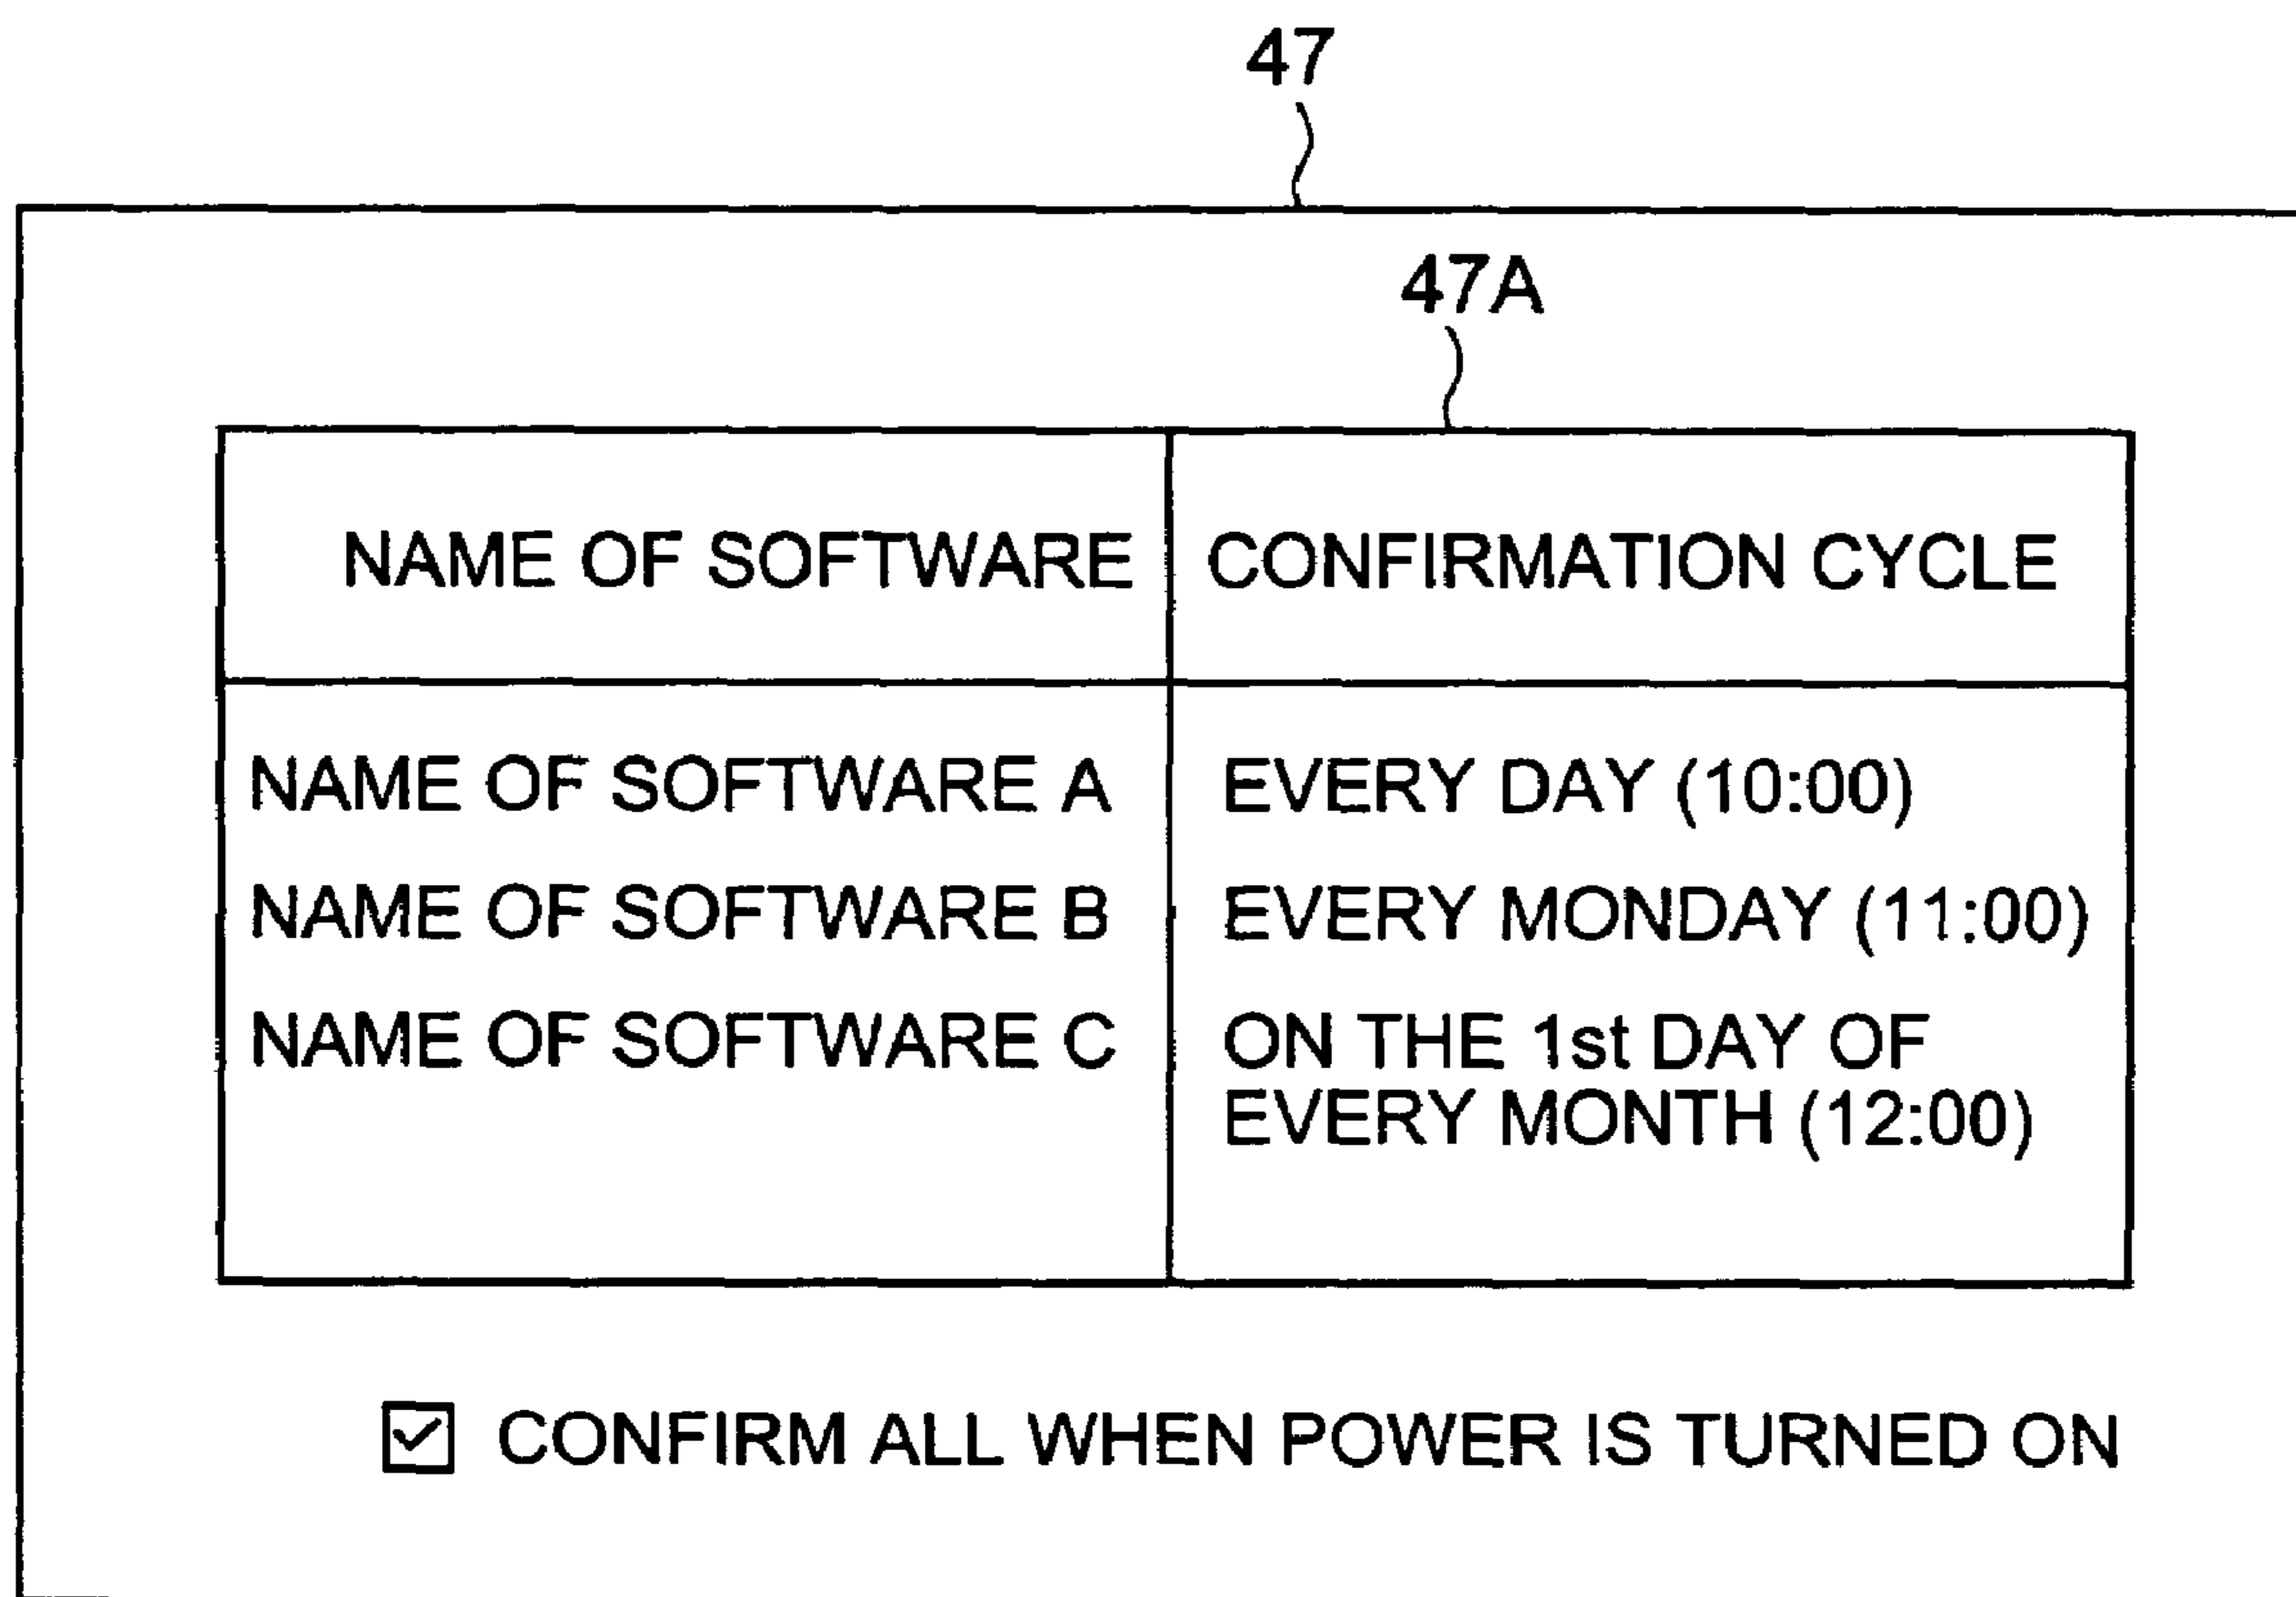 47
47A
NAME OF SOFTWARE CONFIRMATION CYCLE
NAME OF SOFTWARE A EVERY DAY (10:00)
NAME OF SOFTWARE B EVERY MONDAY (11:00)
NAME OF SOFTWARE C ON THE 1st DAY OF
EVERY MONTH (12:00)
CONFIRM ALL WHEN POWER IS TURNED ON